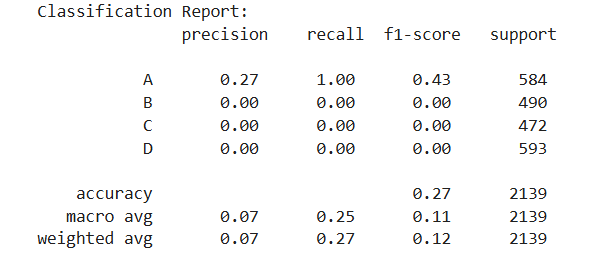 Classification Report:
precision recall f1-score support
A 0.27 1.00 0.43 584
B 0.00 0.00 0.00 490
C 0.00 0.00 0.00 472
D 0.00 0.00 0.00 593
accuracy 0.27 2139
macro avg 0.07 0.25 0.11 2139
weighted avg 0.07 0.27 0.12 2139